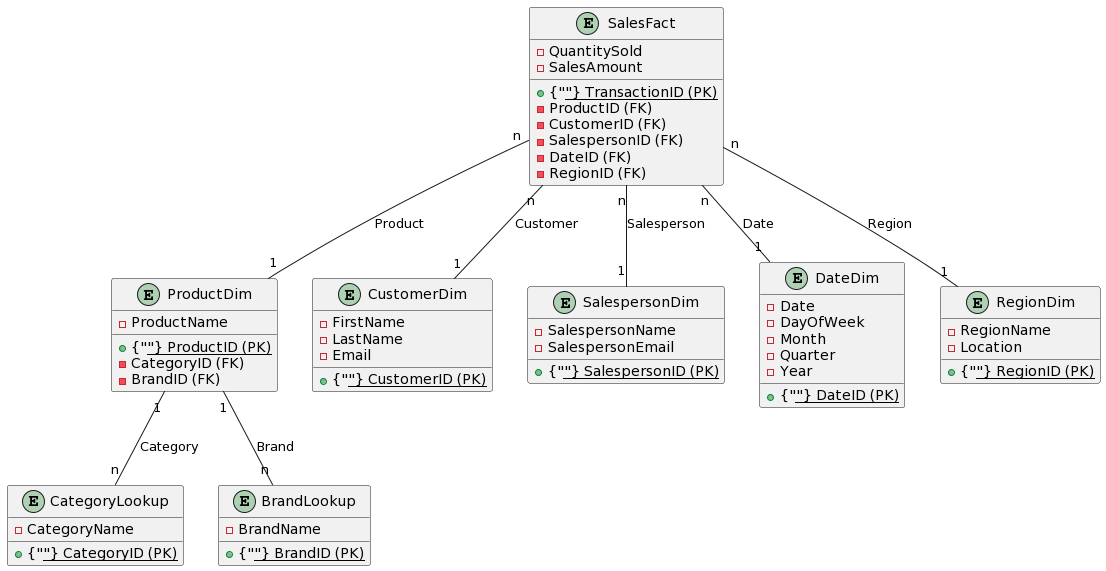 E SalesFact
QuantitySold
SalesAmount
{""} TransactionID (PK)
ProductID (FK)
CustomerID (FK)
SalespersonID (FK)
DateID (FK)
RegionID (FK)
n
n
n
n
n
Product
Customer
Salesperson
Date
Region
1
1
1
1
1
E ProductDim
ProductName
{""} ProductID (PK)
CategoryID (FK)
BrandID (FK)
E CustomerDim
FirstName
LastName
Email
{""} CustomerID (PK)
E SalespersonDim
SalespersonName
SalespersonEmail
{""} SalespersonID (PK)
E DateDim
Date
DayOfWeek
Month
Quarter
Year
{""} DateID (PK)
E RegionDim
RegionName
Location
{""} RegionID (PK)
1
1
Category
Brand
n
n
E CategoryLookup
CategoryName
{""} CategoryID (PK)
E BrandLookup
BrandName
{""} BrandID (PK)